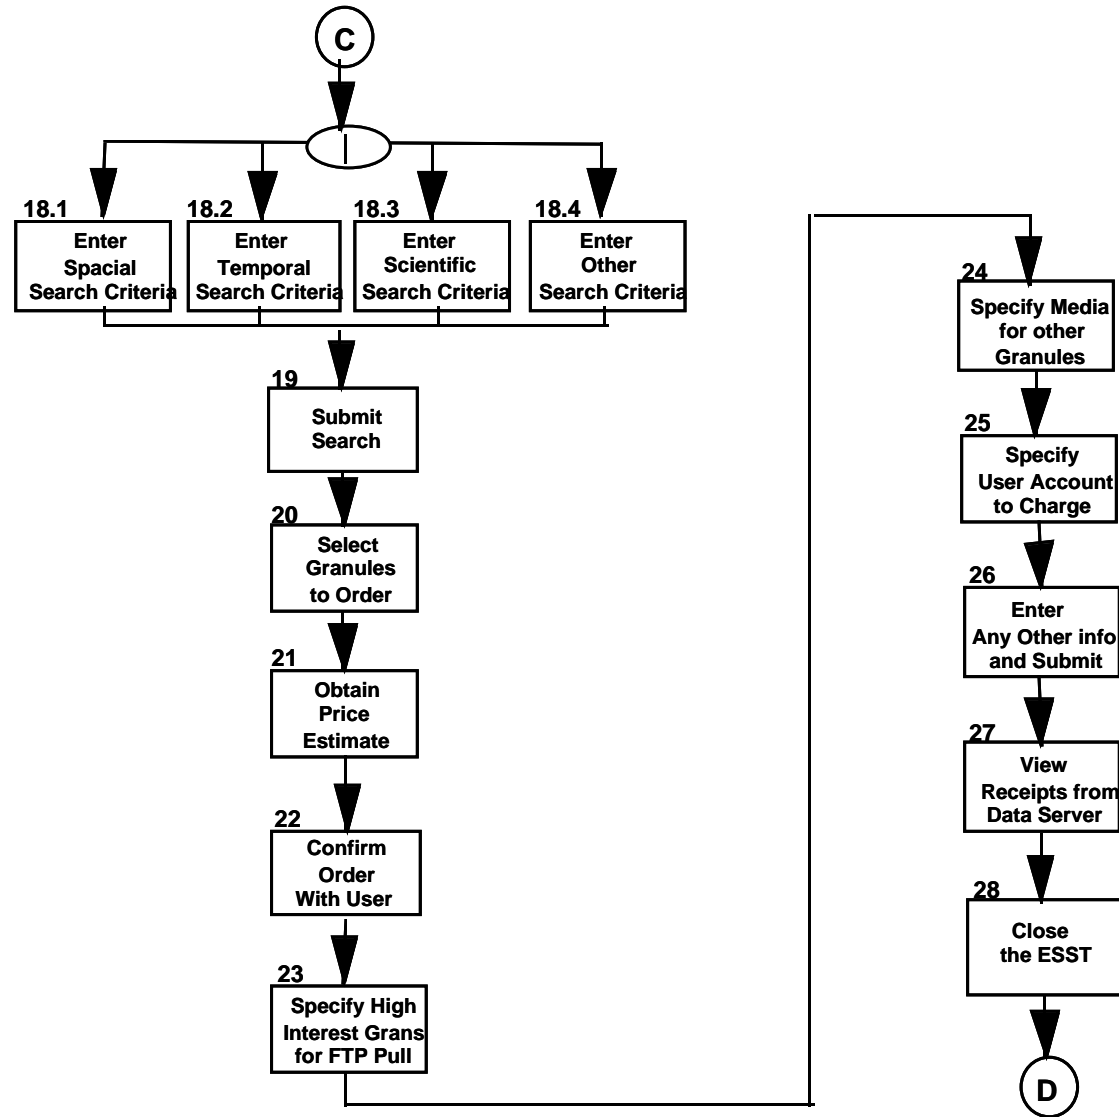 C
|
18.1
Enter
Spacial
Search Criteria
18.2
Enter
Temporal
Search Criteria
18.3
Enter
Scientific
Search Criteria
18.4
Enter
Other
Search Criteria
19
Submit
Search
20
Select
Granules
to Order
21
Obtain
Price
Estimate
22
Confirm
Order
With User
23
Specify High
Interest Grans
for FTP Pull
24
Specify Media
for other
Granules
25
Specify
User Account
to Charge
26
Enter
Any Other info
and Submit
27
View
Receipts from
Data Server
28
Close
the ESST
D